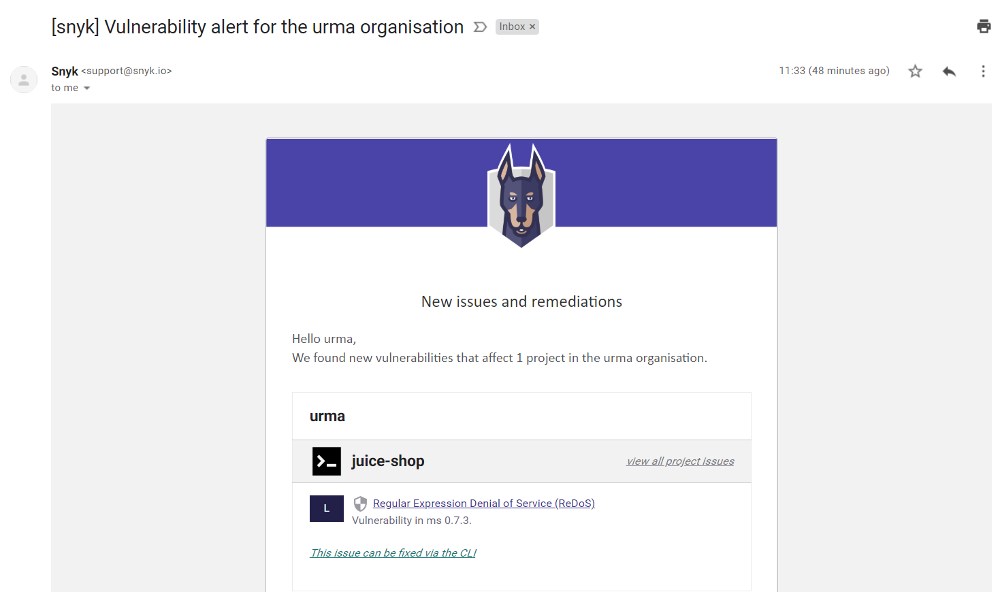 [snyk] Vulnerability alert for the urma organisation Inbox ×
Snyk <support@snyk.io> 11:33 (48 minutes ago)
to me
New issues and remediations
Hello urma,
We found new vulnerabilities that affect 1 project in the urma organisation.
urma
juice-shop view all project issues
L Regular Expression Denial of Service (ReDoS)
Vulnerability in ms 0.7.3.
This issue can be fixed via the CLI